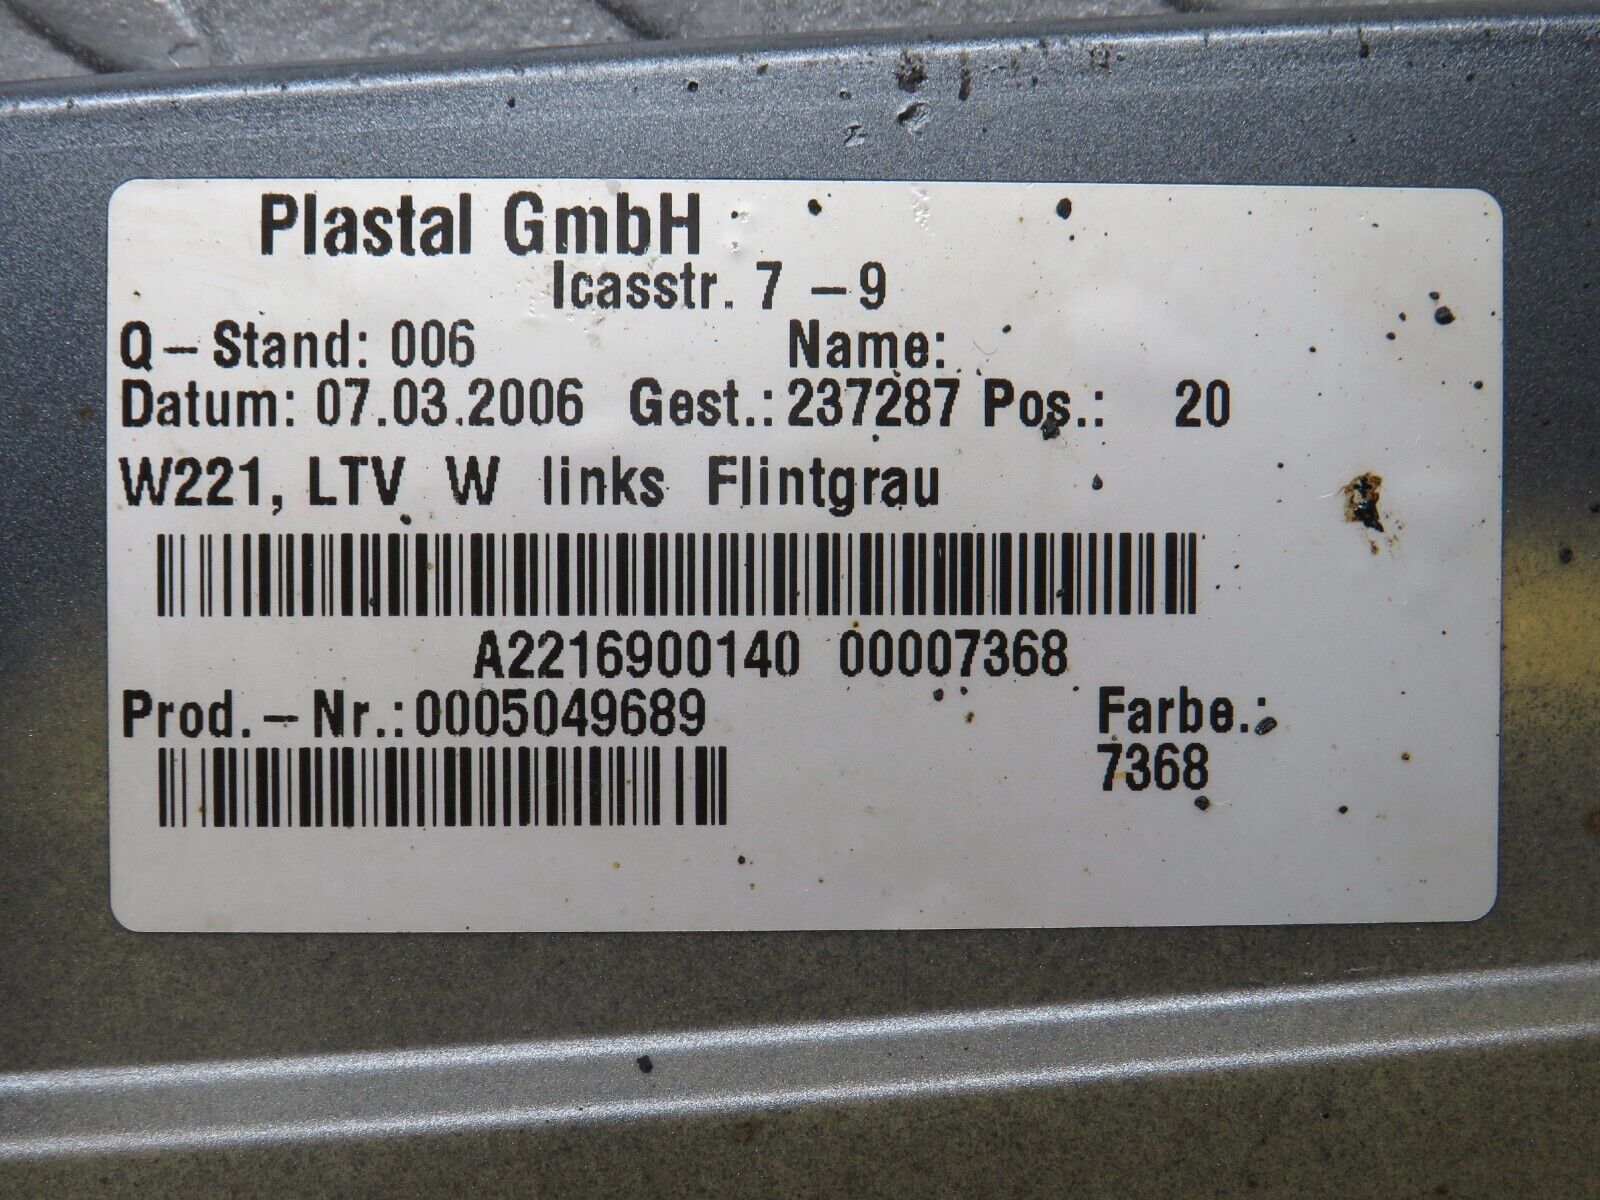 Plastal GmbH
Icasstr. 7 –9
Q–Stand: 006 Name:
Datum: 07.03.2006 Gest.: 237287 Pos.: 20
W221, LTV W links Flintgrau
A2216900140 00007368
Prod.–Nr.:0005049689 Farbe.:
7368